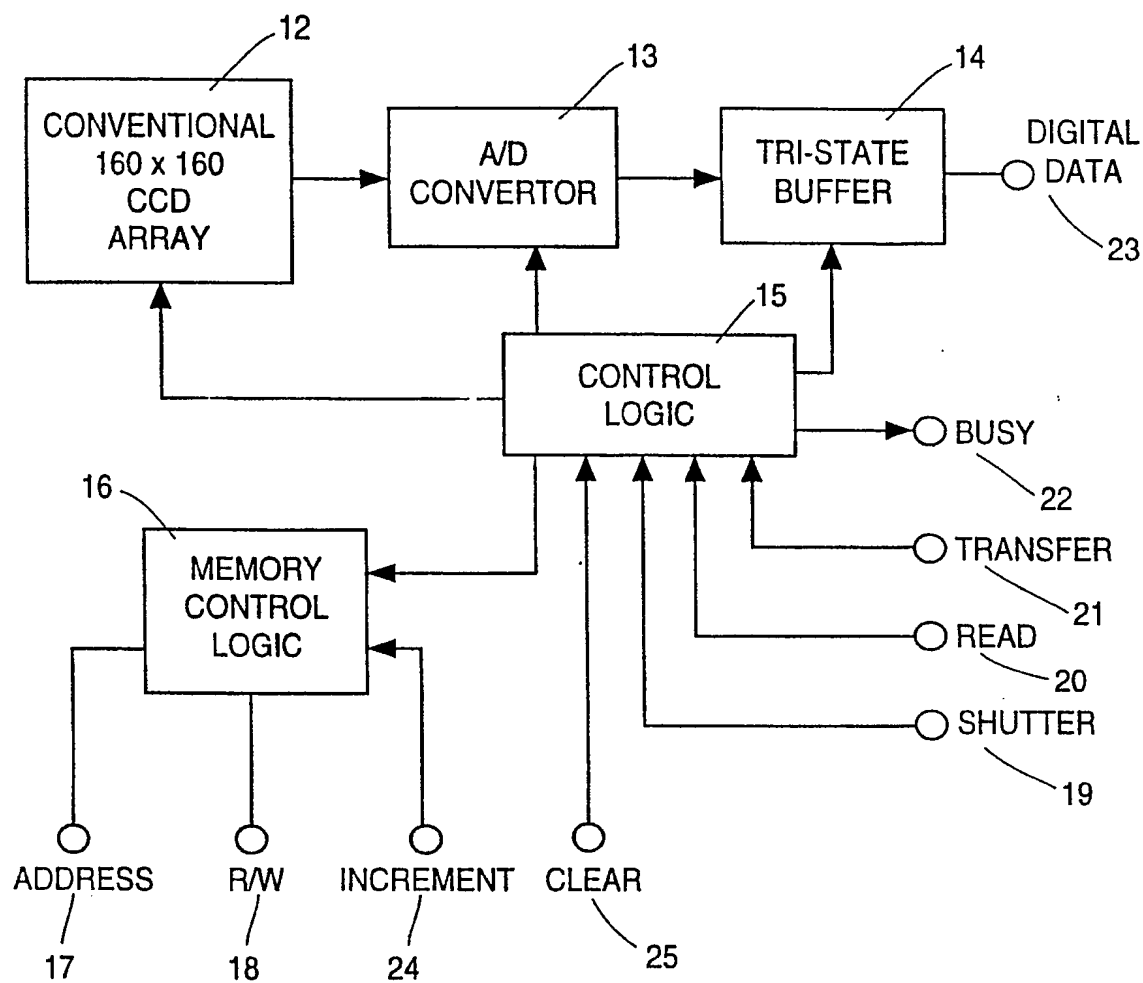 12
13
14
CONVENTIONAL
160 x 160
CCD
ARRAY
A/D
CONVERTOR
TRI-STATE
BUFFER
DIGITAL
DATA
23
15
CONTROL
LOGIC
BUSY
22
16
MEMORY
CONTROL
LOGIC
TRANSFER
21
READ
20
SHUTTER
19
ADDRESS
R/W
INCREMENT
CLEAR
17
18
24
25